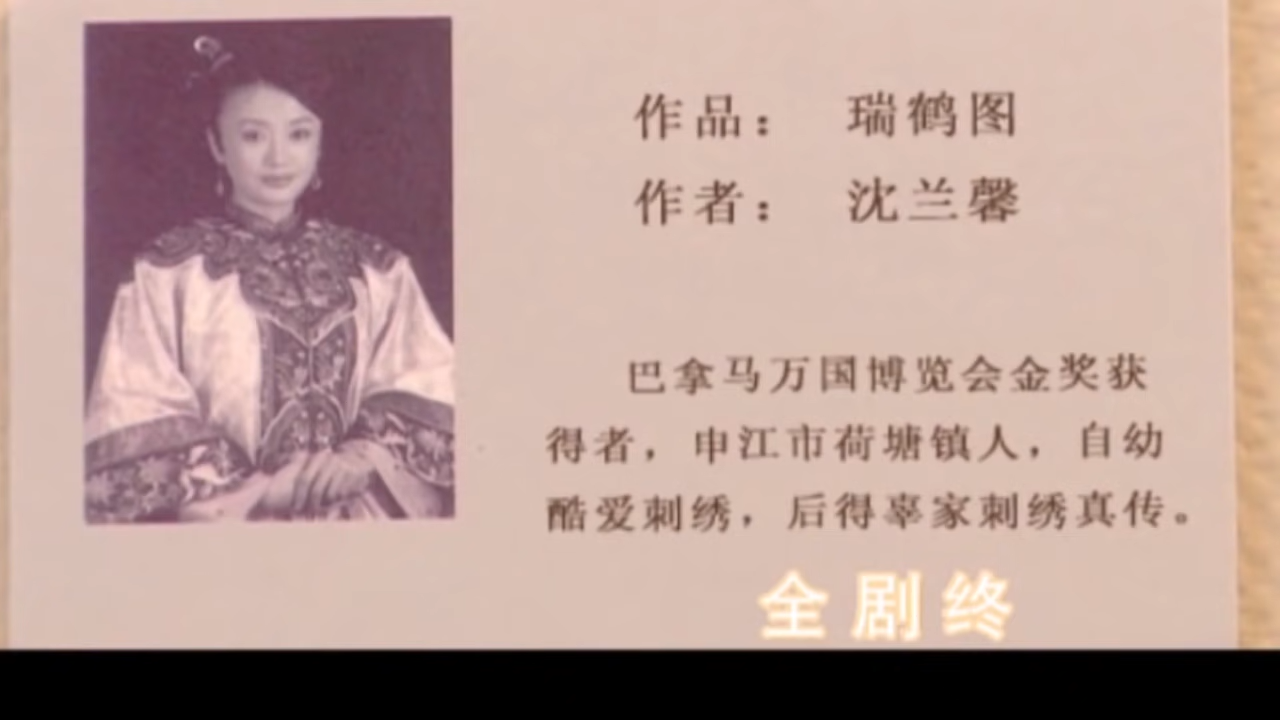 作品： 瑞鹤图
作者： 沈兰馨
巴拿马万国博览会金奖获
得者，申江市荷塘镇人，自幼
酷爱刺绣，后得辜家刺绣真传。
全剧终